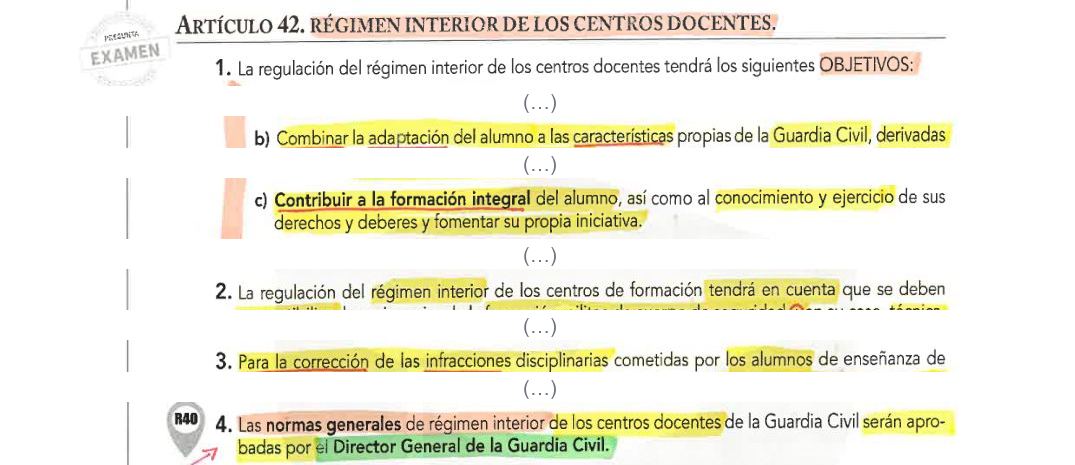 ARTÍCULO 42. RÉGIMEN INTERIOR DE LOS CENTROS DOCENTES.
PREGUNTA
EXAMEN
1. La regulación del régimen interior de los centros docentes tendrá los siguientes OBJETIVOS:
(...)
b) Combinar la adaptación del alumno a las características propias de la Guardia Civil, derivadas
(...)
c) Contribuir a la formación integral del alumno, así como al conocimiento y ejercicio de sus
derechos y deberes y fomentar su propia iniciativa.
(...)
2. La regulación del régimen interior de los centros de formación tendrá en cuenta que se deben
(...)
3. Para la corrección de las infracciones disciplinarias cometidas por los alumnos de enseñanza de
(...)
R40
4. Las normas generales de régimen interior de los centros docentes de la Guardia Civil serán apro-
badas por el Director General de la Guardia Civil.